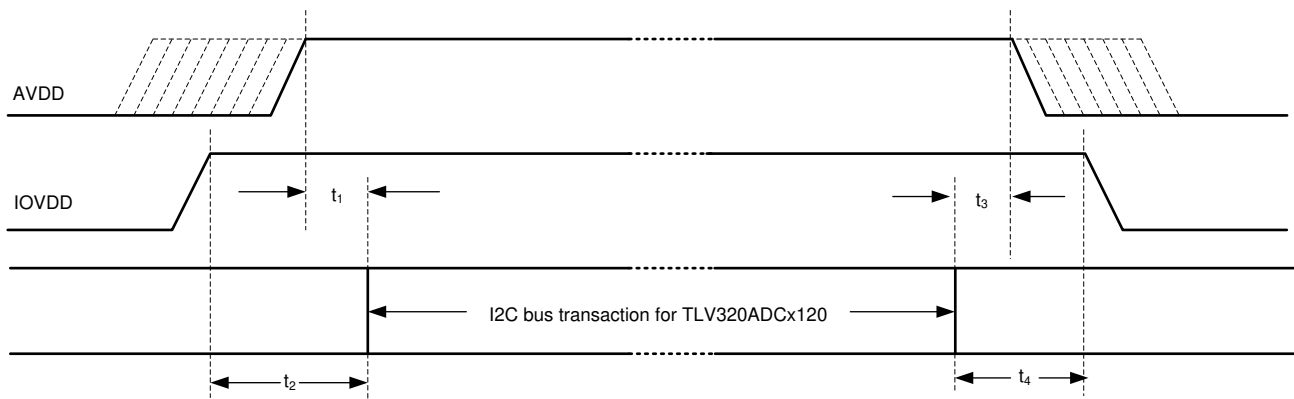 AVDD
IOVDD
t1
t3
I2C bus transaction for TLV320ADCx120
t2
t4